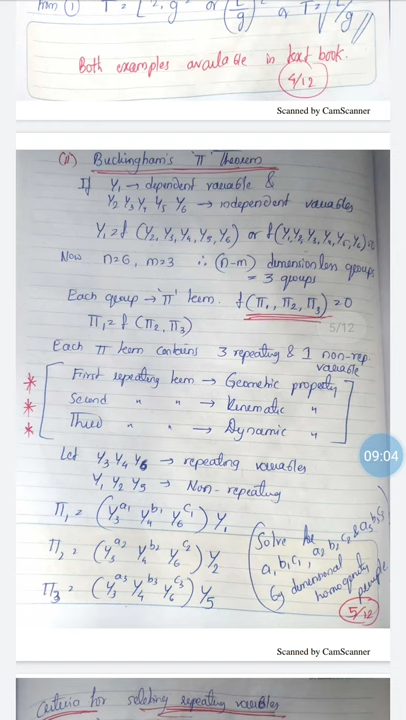 from ① T =
Both examples available in text book.
4/12
Scanned by CamScanner
(ii) Buckingham's 'π' Theorem
If Y₁ → dependent variable &
Y₂ Y₃ Y₄ Y₅ Y₆ → independent variables
Y₁ = f (Y₂, Y₃, Y₄, Y₅, Y₆) or f(Y₁, Y₂, Y₃, Y₄, Y₅, Y₆) = 0
Now n=6, m=3 ∴ (n-m) dimensionless groups
= 3 groups
Each group → 'π' term. f(π₁, π₂, π₃) = 0
π₁ = f (π₂, π₃)
5/12
Each π term contains 3 repeating & 1 non-rep.
variable
* First repeating term → Geometric property
* Second " " → Kinematic "
* Third " " → Dynamic "
09:04
Let Y₃ Y₄ Y₆ → repeating variables
Y₁ Y₂ Y₅ → Non-repeating
π₁ = (Y₃^a₁ Y₄^b₁ Y₆^c₁) Y₁
π₂ = (Y₃^a₂ Y₄^b₂ Y₆^c₂) Y₂
π₃ = (Y₃^a₃ Y₄^b₃ Y₆^c₃) Y₅
Solve for
a₁ b₁ c₁, a₂ b₂ c₂ & a₃ b₃ c₃
by dimensional
homogeneity
5/12
Scanned by CamScanner
Criteria for selecting repeating variables